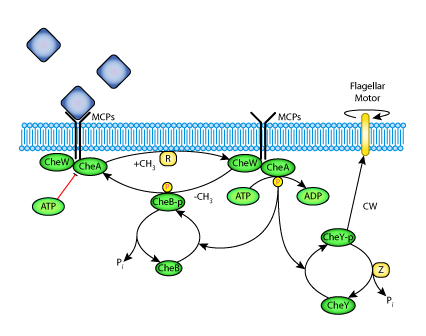 Flagellar
Motor
MCPs
MCPs
CheW
CheA
+CH3
R
CheW
CheA
ATP
P
CheB-p
-CH3
ATP
P
ADP
CW
CheY-p
Pi
CheB
Z
CheY
Pi